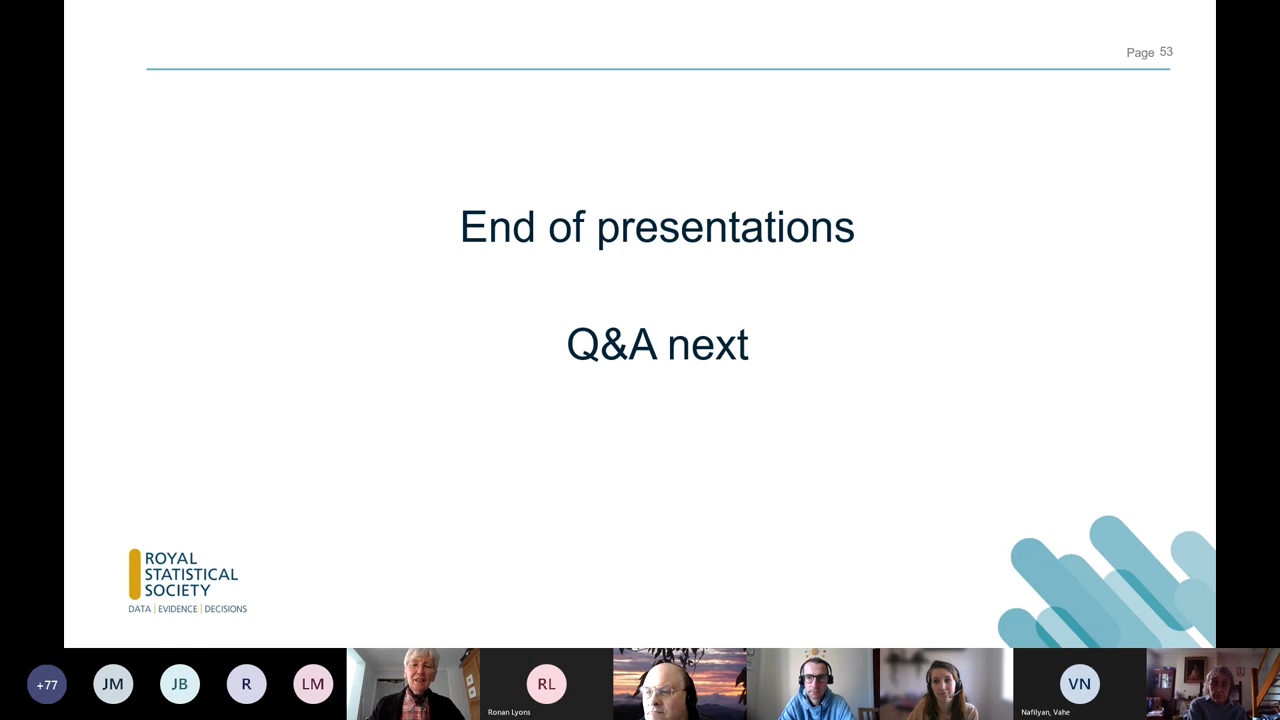 Page 53
End of presentations
Q&A next
ROYAL
STATISTICAL
SOCIETY
DATA | EVIDENCE | DECISIONS
+77
JM
JB
R
LM
RL
Ronan Lyons
VN
Nafilyan, Vahe